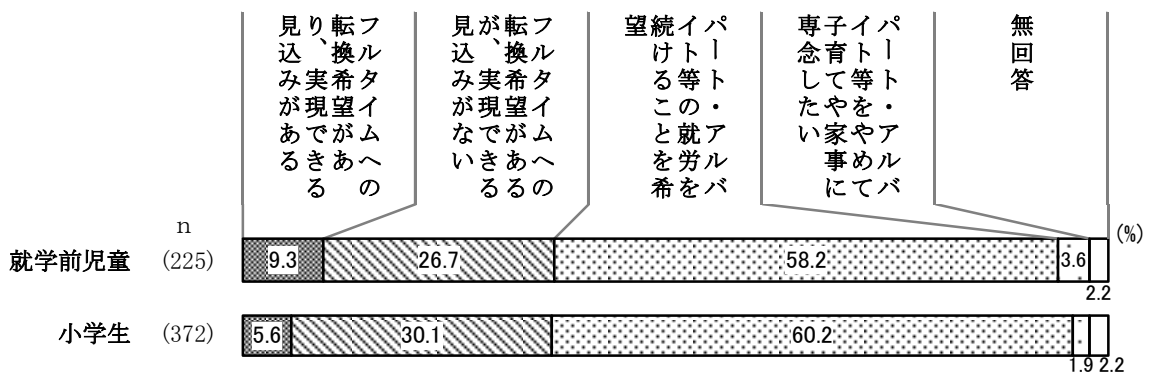 フルタイムへの
転換希望があ
り、実現できる
見込みがある
フルタイムへの
転換希望がある
が、実現できる
見込みがない
パート・アルバ
イト等の就労を
続けることを希
望
パート・アルバ
イト等をやめて
子育てや家事に
専念したい
無回答
(%)
n
就学前児童 (225) 9.3 26.7 58.2 3.6
2.2
小学生 (372) 5.6 30.1 60.2
1.9 2.2